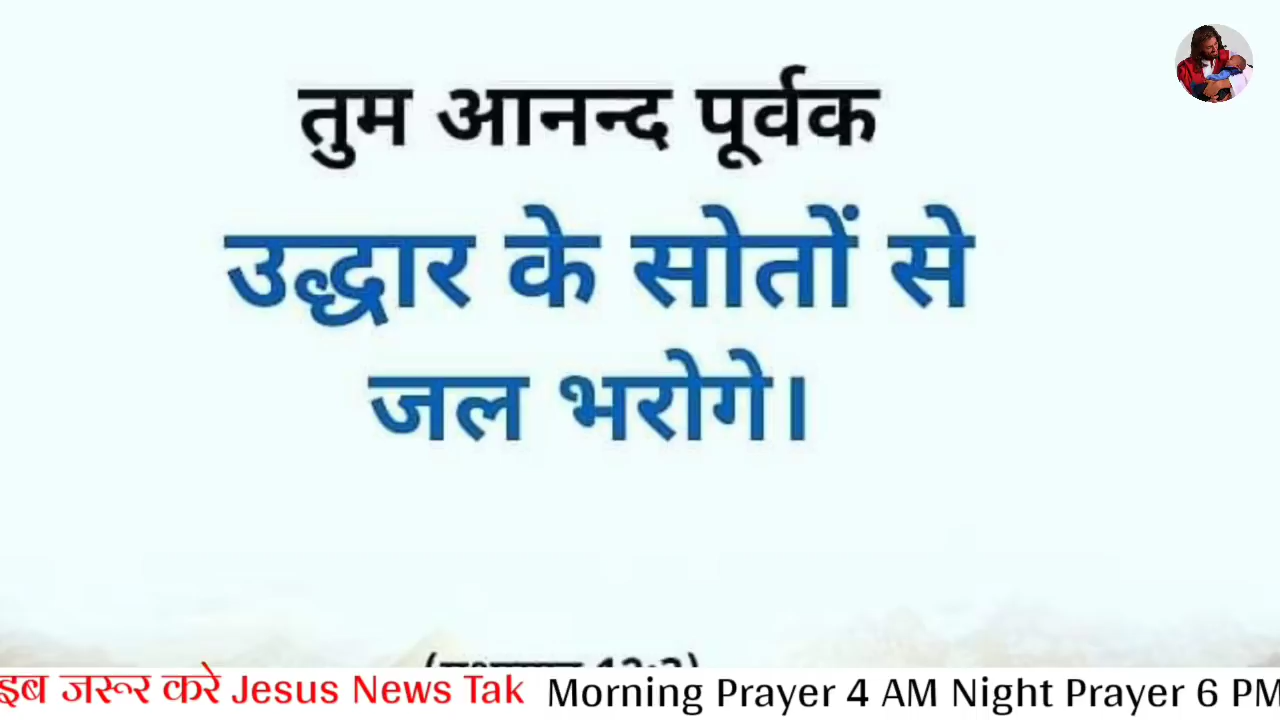 तुम आनन्द पूर्वक
उद्धार के सोतों से
जल भरोगे।
इब जरूर करे Jesus News Tak Morning Prayer 4 AM Night Prayer 6 PM